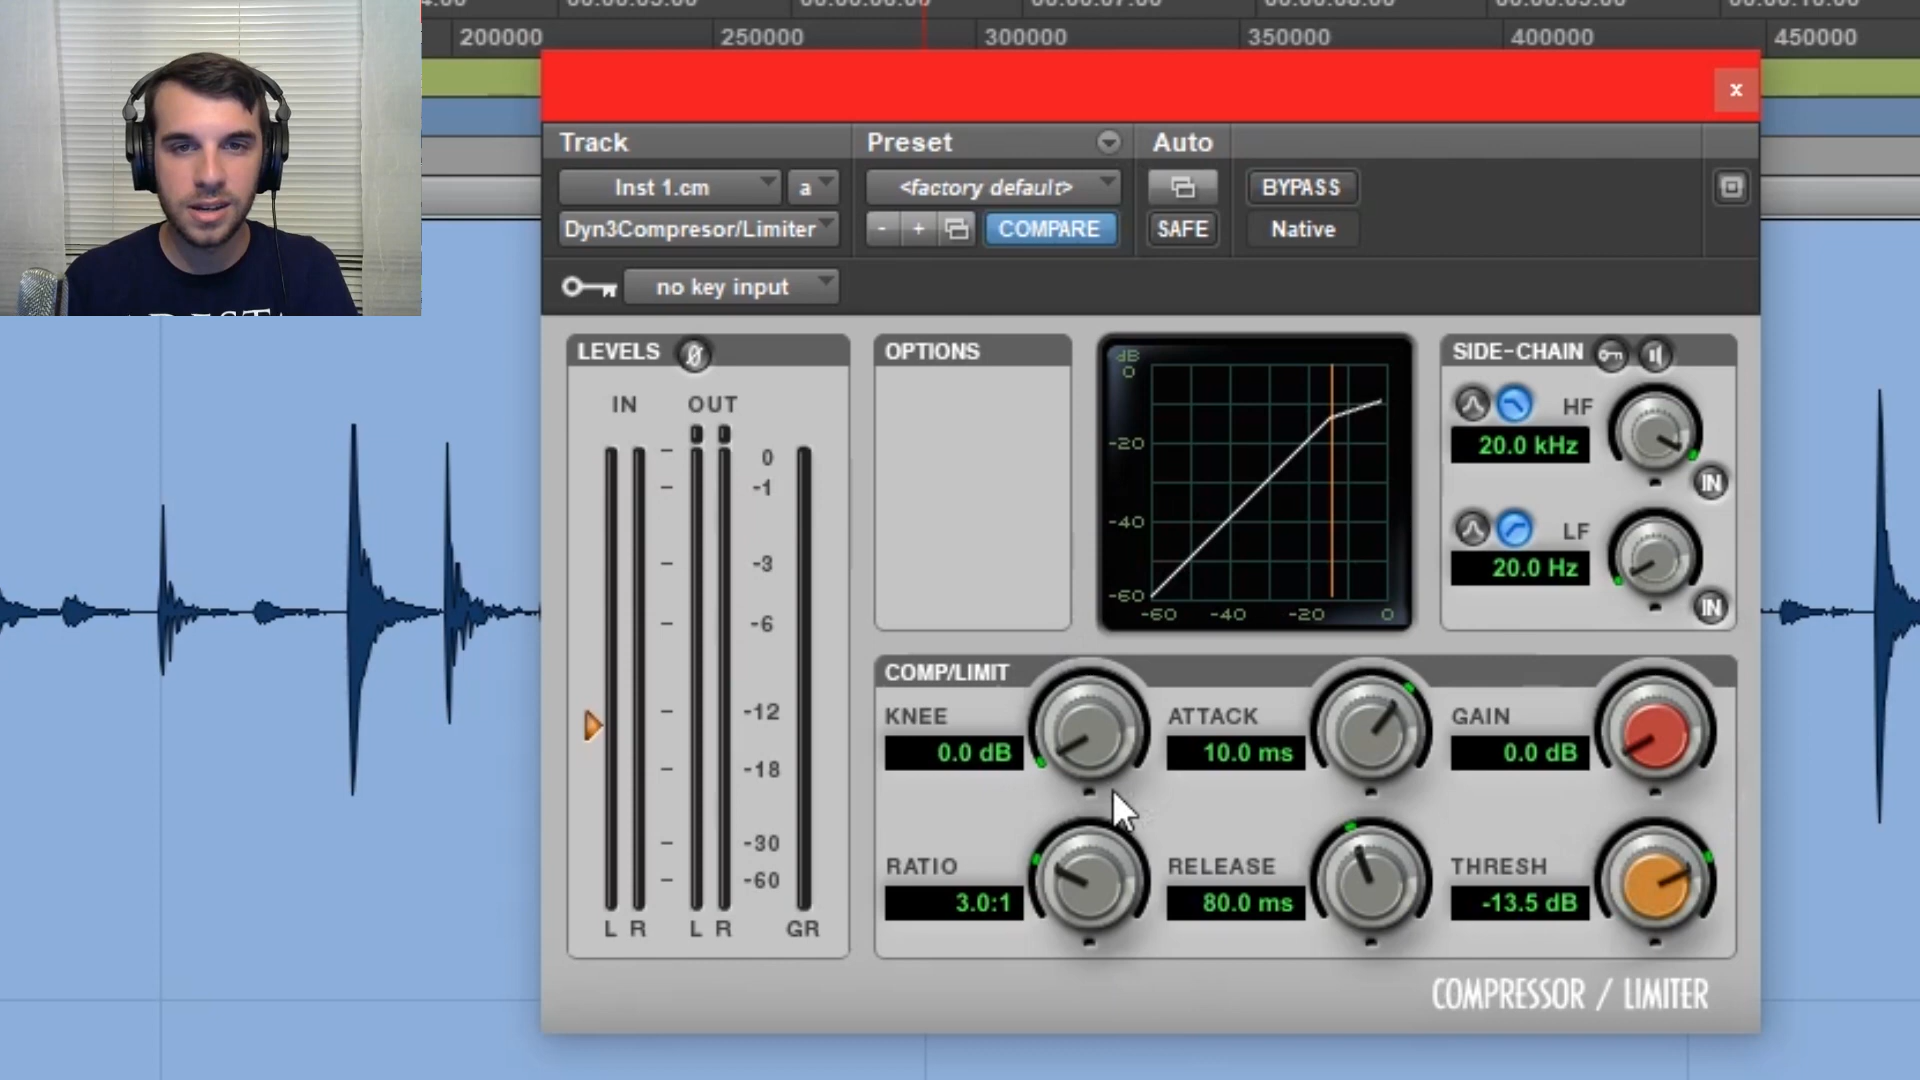 200000 250000 300000 350000 400000 450000
x
Track Preset Auto
Inst 1.cm a <factory default> BYPASS
Dyn3Compresor/Limiter - + COMPARE SAFE Native
no key input
LEVELS Ø OPTIONS SIDE-CHAIN
IN OUT
dB
0
-20
-40
-60
-60 -40 -20 0
HF
20.0 kHz
IN
LF
20.0 Hz
IN
0
-1
-3
-6
-12
-18
-30
-60
L R L R GR
COMP/LIMIT
KNEE ATTACK GAIN
0.0 dB 10.0 ms 0.0 dB
RATIO RELEASE THRESH
3.0:1 80.0 ms -13.5 dB
COMPRESSOR / LIMITER